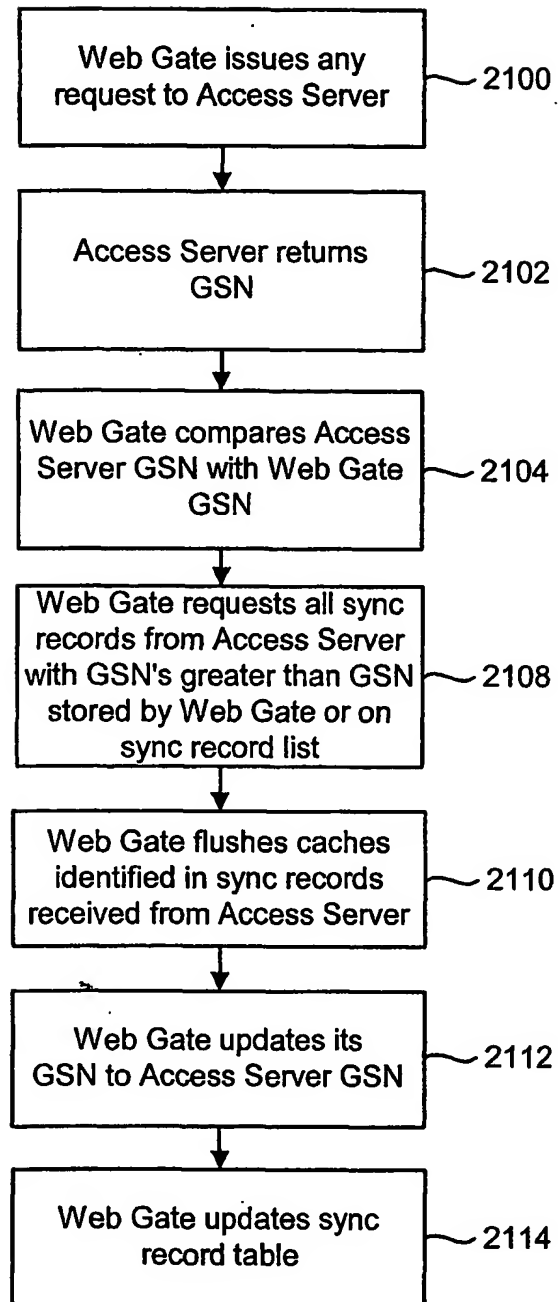 Web Gate issues any
request to Access Server
2100
Access Server returns
GSN
2102
Web Gate compares Access
Server GSN with Web Gate
GSN
2104
Web Gate requests all sync
records from Access Server
with GSN's greater than GSN
stored by Web Gate or on
sync record list
2108
Web Gate flushes caches
identified in sync records
received from Access Server
2110
Web Gate updates its
GSN to Access Server GSN
2112
Web Gate updates sync
record table
2114